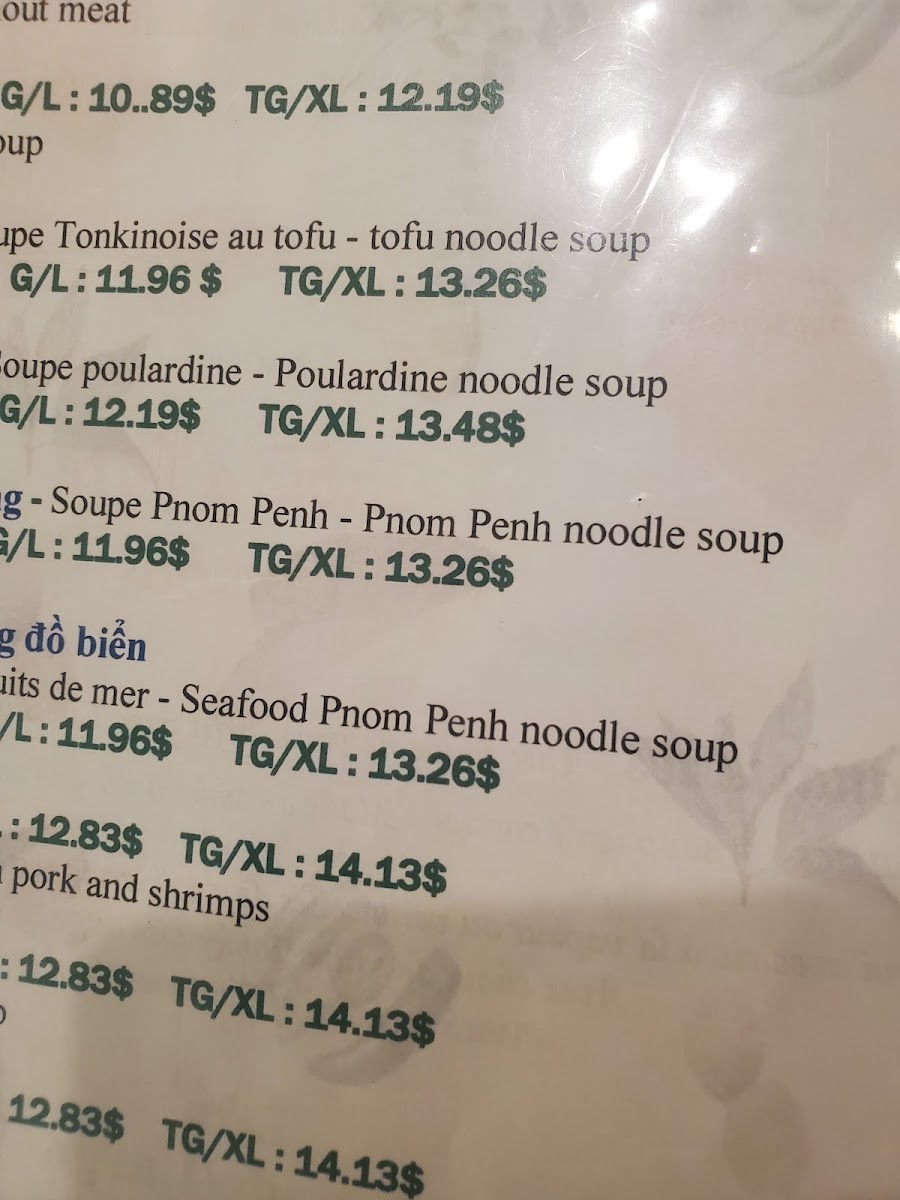 out meat
G/L : 10..89$ TG/XL : 12.19$
oup
upe Tonkinoise au tofu - tofu noodle soup
G/L : 11.96 $ TG/XL : 13.26$
Soupe poulardine - Poulardine noodle soup
G/L : 12.19$ TG/XL : 13.48$
g - Soupe Pnom Penh - Pnom Penh noodle soup
G/L : 11.96$ TG/XL : 13.26$
g đồ biển
uits de mer - Seafood Pnom Penh noodle soup
/L : 11.96$ TG/XL : 13.26$
: 12.83$ TG/XL : 14.13$
pork and shrimps
: 12.83$ TG/XL : 14.13$
12.83$ TG/XL : 14.13$